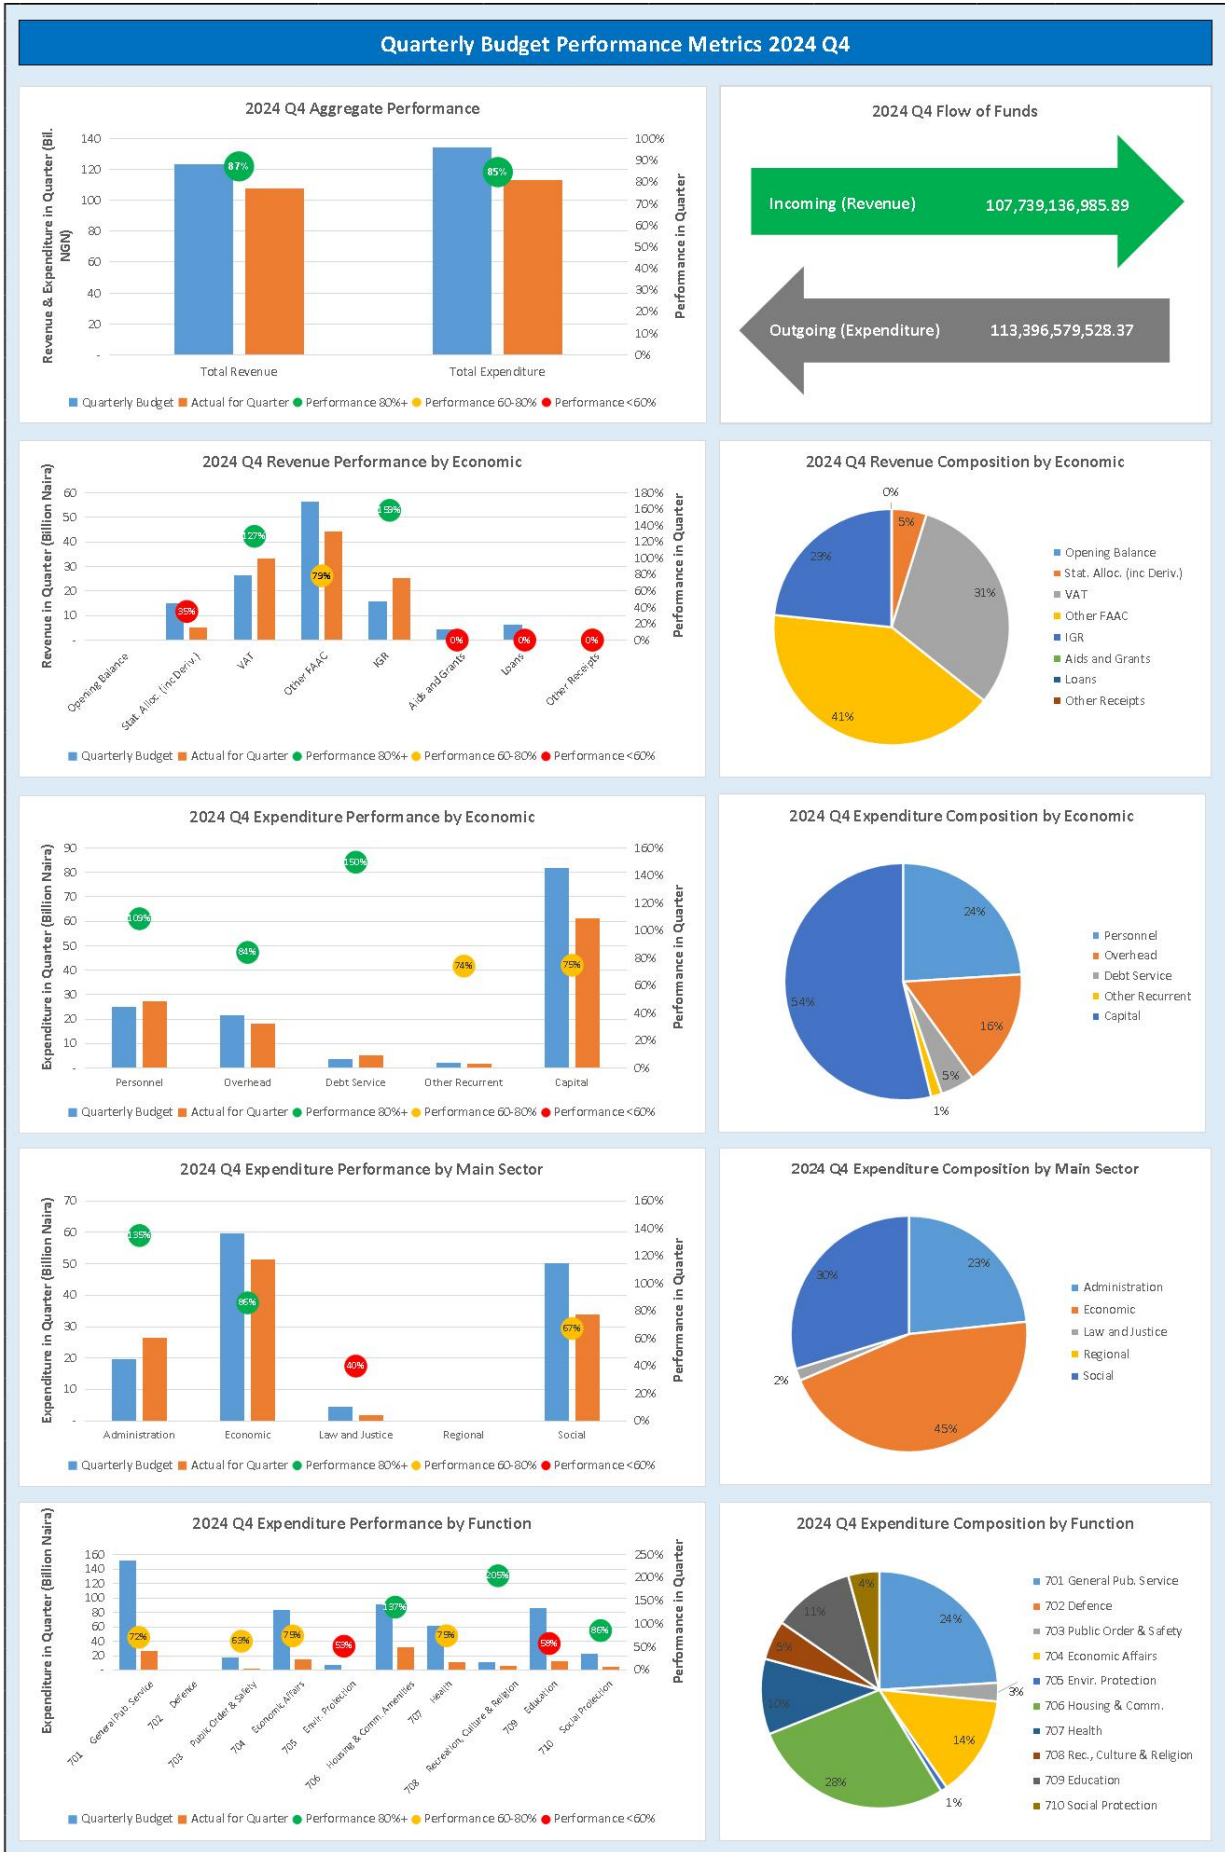 Quarterly Budget Performance Metrics 2024 Q4
2024 Q4 Aggregate Performance
Revenue & Expenditure in Quarter (Bil. NGN)
140
120
100
80
60
40
20
-
87%
85%
100%
90%
80%
70%
60%
50%
40%
30%
20%
10%
0%
Performance in Quarter
Total Revenue
Total Expenditure
Quarterly Budget Actual for Quarter Performance 80%+ Performance 60-80% Performance <60%
2024 Q4 Flow of Funds
Incoming (Revenue) 107,739,136,985.89
Outgoing (Expenditure) 113,396,579,528.37
2024 Q4 Revenue Performance by Economic
Revenue in Quarter (Billion Naira)
60
50
40
30
20
10
-
35%
127%
79%
159%
0%
0%
0%
180%
160%
140%
120%
100%
80%
60%
40%
20%
0%
Performance in Quarter
Opening Balance
Stat. Alloc. (inc Deriv.)
VAT
Other FAAC
IGR
Aids and Grants
Loans
Other Receipts
Quarterly Budget Actual for Quarter Performance 80%+ Performance 60-80% Performance <60%
2024 Q4 Revenue Composition by Economic
0%
5%
31%
41%
23%
Opening Balance
Stat. Alloc. (inc Deriv.)
VAT
Other FAAC
IGR
Aids and Grants
Loans
Other Receipts
2024 Q4 Expenditure Performance by Economic
Expenditure in Quarter (Billion Naira)
90
80
70
60
50
40
30
20
10
-
109%
84%
150%
74%
75%
160%
140%
120%
100%
80%
60%
40%
20%
0%
Performance in Quarter
Personnel
Overhead
Debt Service
Other Recurrent
Capital
Quarterly Budget Actual for Quarter Performance 80%+ Performance 60-80% Performance <60%
2024 Q4 Expenditure Composition by Economic
24%
16%
5%
1%
54%
Personnel
Overhead
Debt Service
Other Recurrent
Capital
2024 Q4 Expenditure Performance by Main Sector
Expenditure in Quarter (Billion Naira)
70
60
50
40
30
20
10
-
135%
86%
40%
67%
160%
140%
120%
100%
80%
60%
40%
20%
0%
Performance in Quarter
Administration
Economic
Law and Justice
Regional
Social
Quarterly Budget Actual for Quarter Performance 80%+ Performance 60-80% Performance <60%
2024 Q4 Expenditure Composition by Main Sector
23%
45%
2%
30%
Administration
Economic
Law and Justice
Regional
Social
2024 Q4 Expenditure Performance by Function
Expenditure in Quarter (Billion Naira)
160
140
120
100
80
60
40
20
-
72%
63%
75%
53%
137%
75%
205%
58%
86%
250%
200%
150%
100%
50%
0%
Performance in Quarter
701 General Pub. Service
702 Defence
703 Public Order & Safety
704 Economic Affairs
705 Envir. Protection
706 Housing & Comm. Amenities
707 Health
708 Recreation, Culture & Religion
709 Education
710 Social Protection
Quarterly Budget Actual for Quarter Performance 80%+ Performance 60-80% Performance <60%
2024 Q4 Expenditure Composition by Function
24%
3%
14%
1%
28%
10%
5%
11%
4%
701 General Pub. Service
702 Defence
703 Public Order & Safety
704 Economic Affairs
705 Envir. Protection
706 Housing & Comm.
707 Health
708 Rec., Culture & Religion
709 Education
710 Social Protection